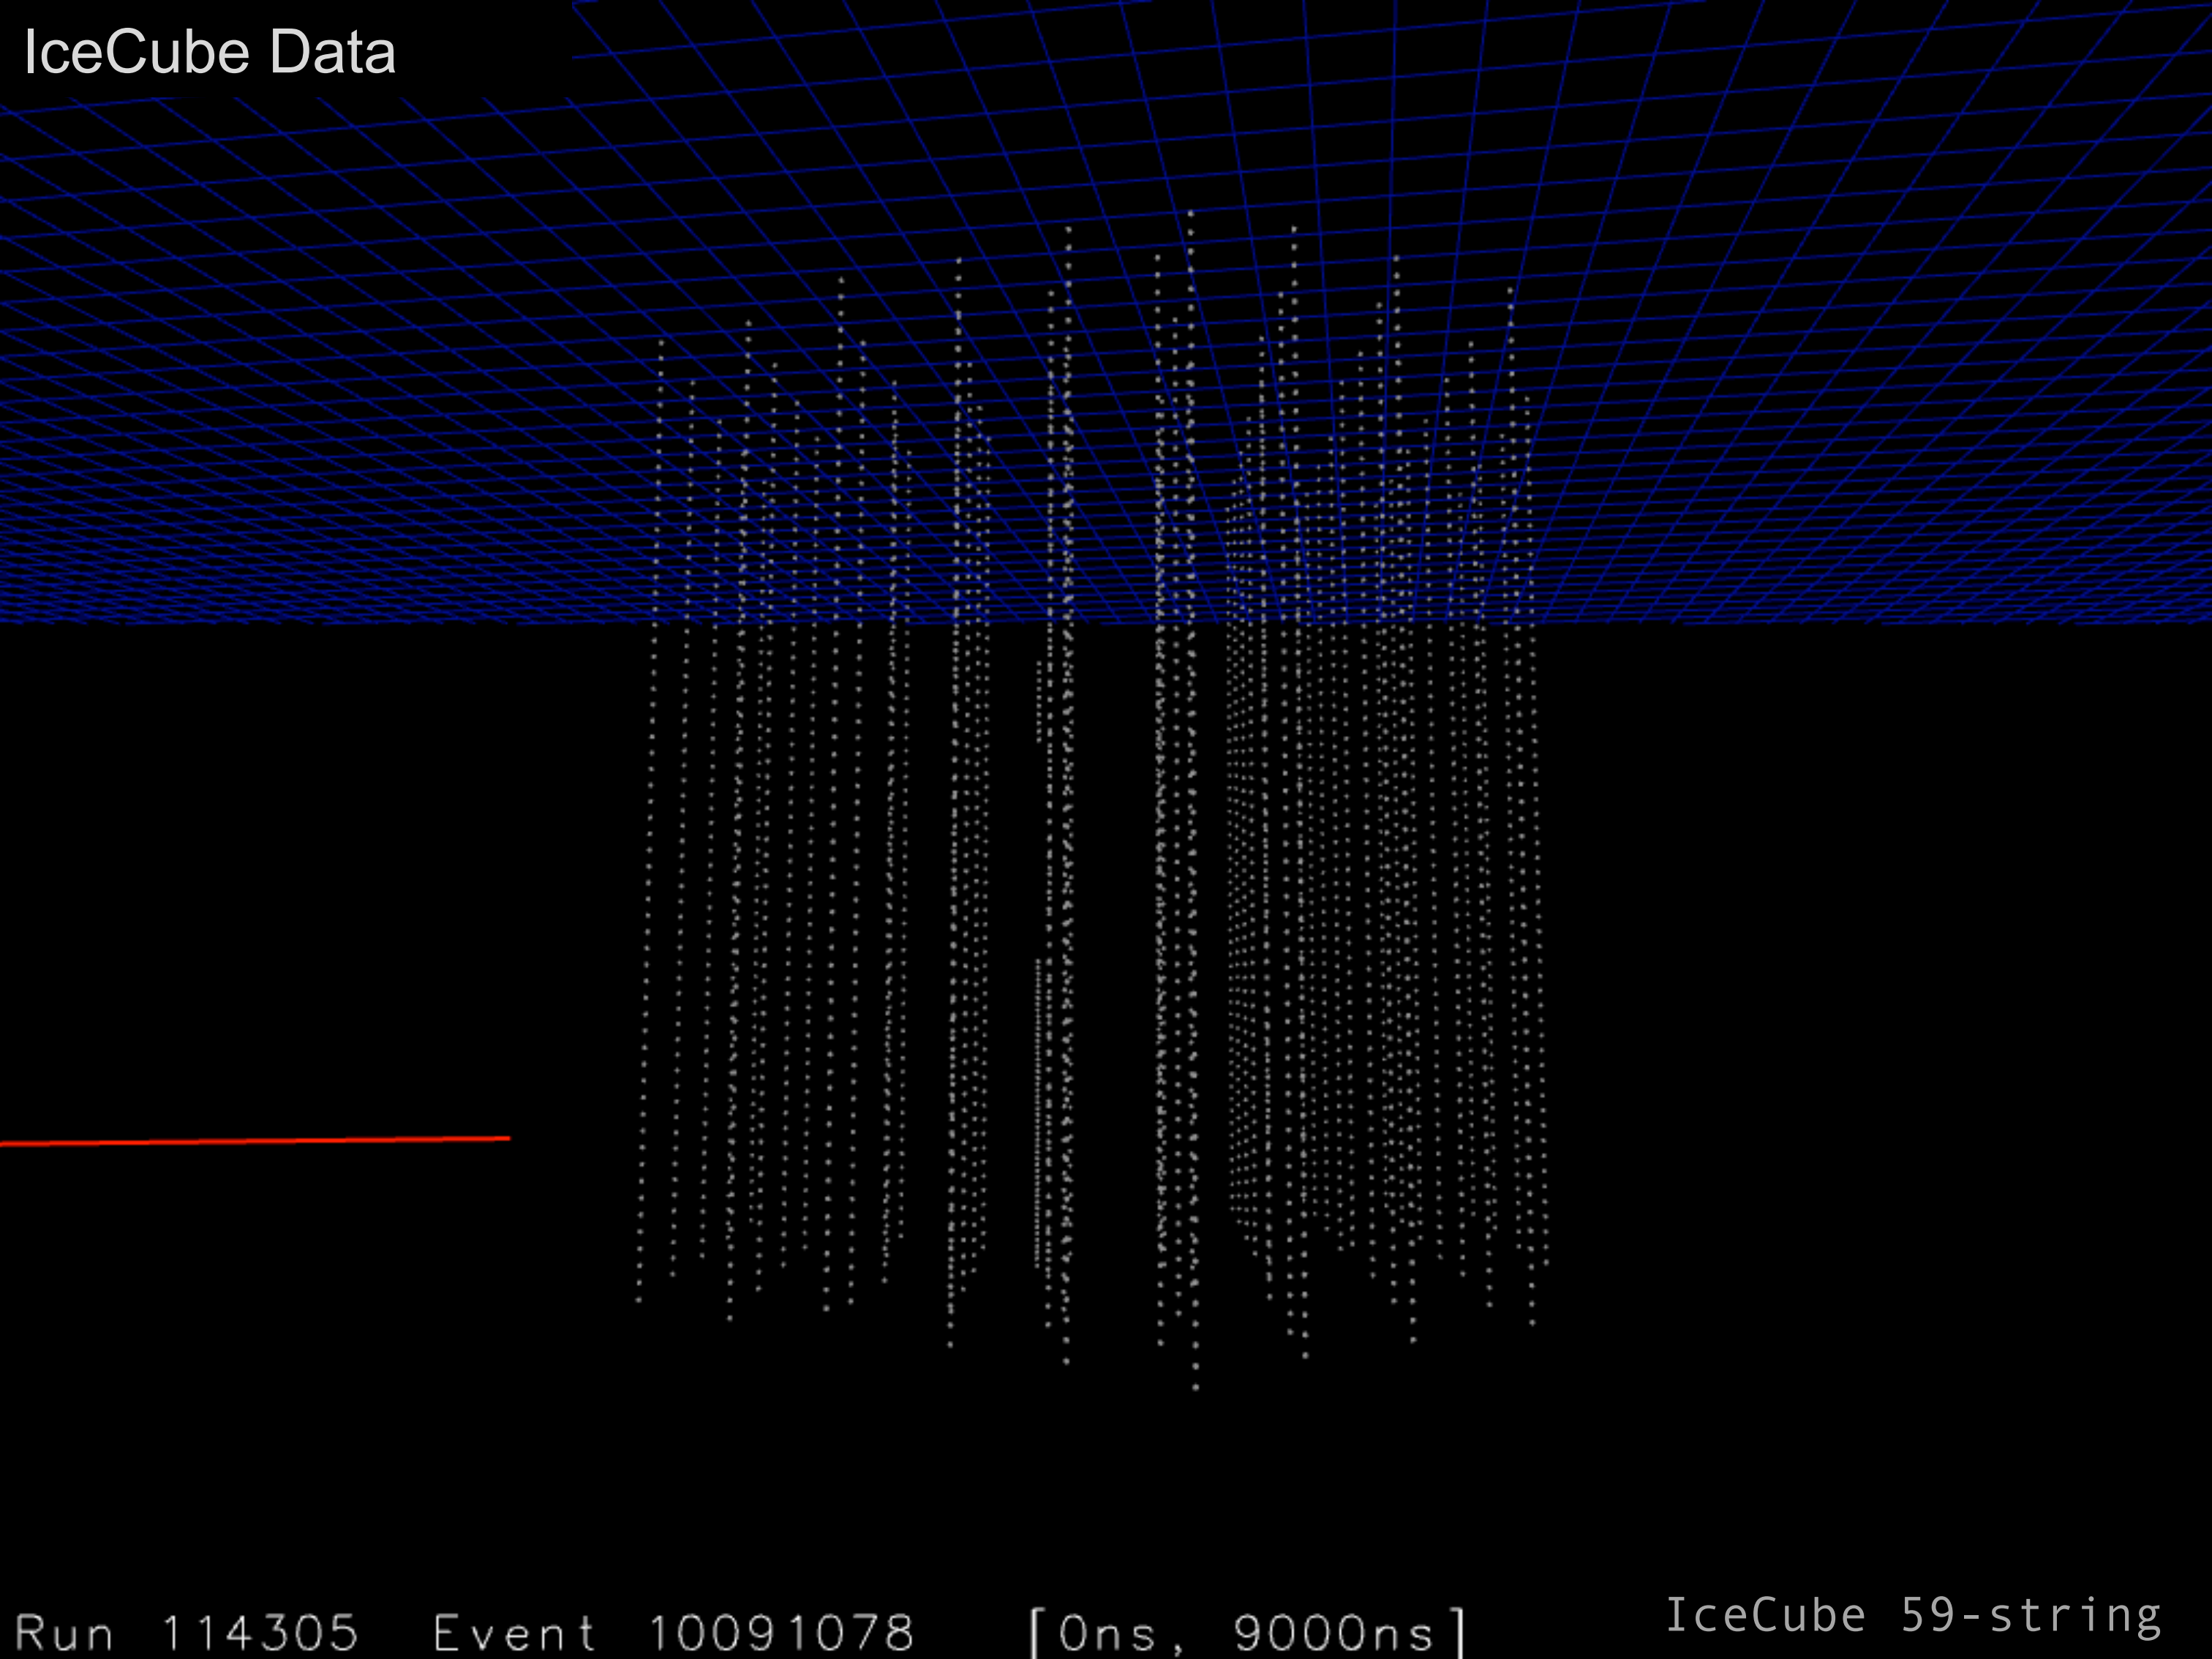 IceCube Data
Run 114305 Event 10091078 [0ns, 9000ns]
IceCube 59-string